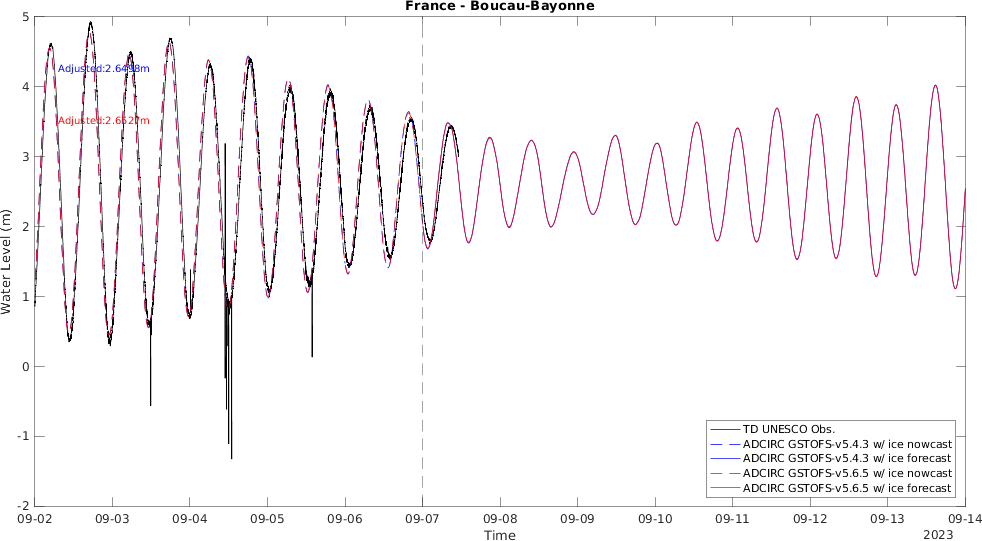 France - Boucau-Bayonne
Water Level (m)
5
4
3
2
1
0
-1
-2
Adjusted:2.6498m
Adjusted:2.6527m
TD UNESCO Obs.
ADCIRC GSTOFS-v5.4.3 w/ ice nowcast
ADCIRC GSTOFS-v5.4.3 w/ ice forecast
ADCIRC GSTOFS-v5.6.5 w/ ice nowcast
ADCIRC GSTOFS-v5.6.5 w/ ice forecast
09-02 09-03 09-04 09-05 09-06 09-07 09-08 09-09 09-10 09-11 09-12 09-13 09-14
Time
2023